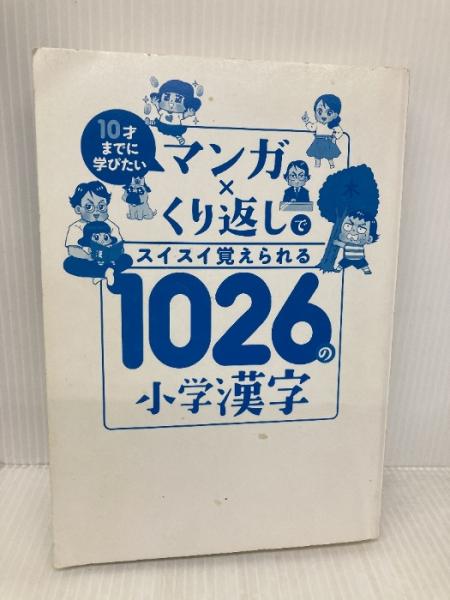 10才
までに
学びたい
マンガ
×
くり返しで
スイスイ覚えられる
1026の
小学漢字
木